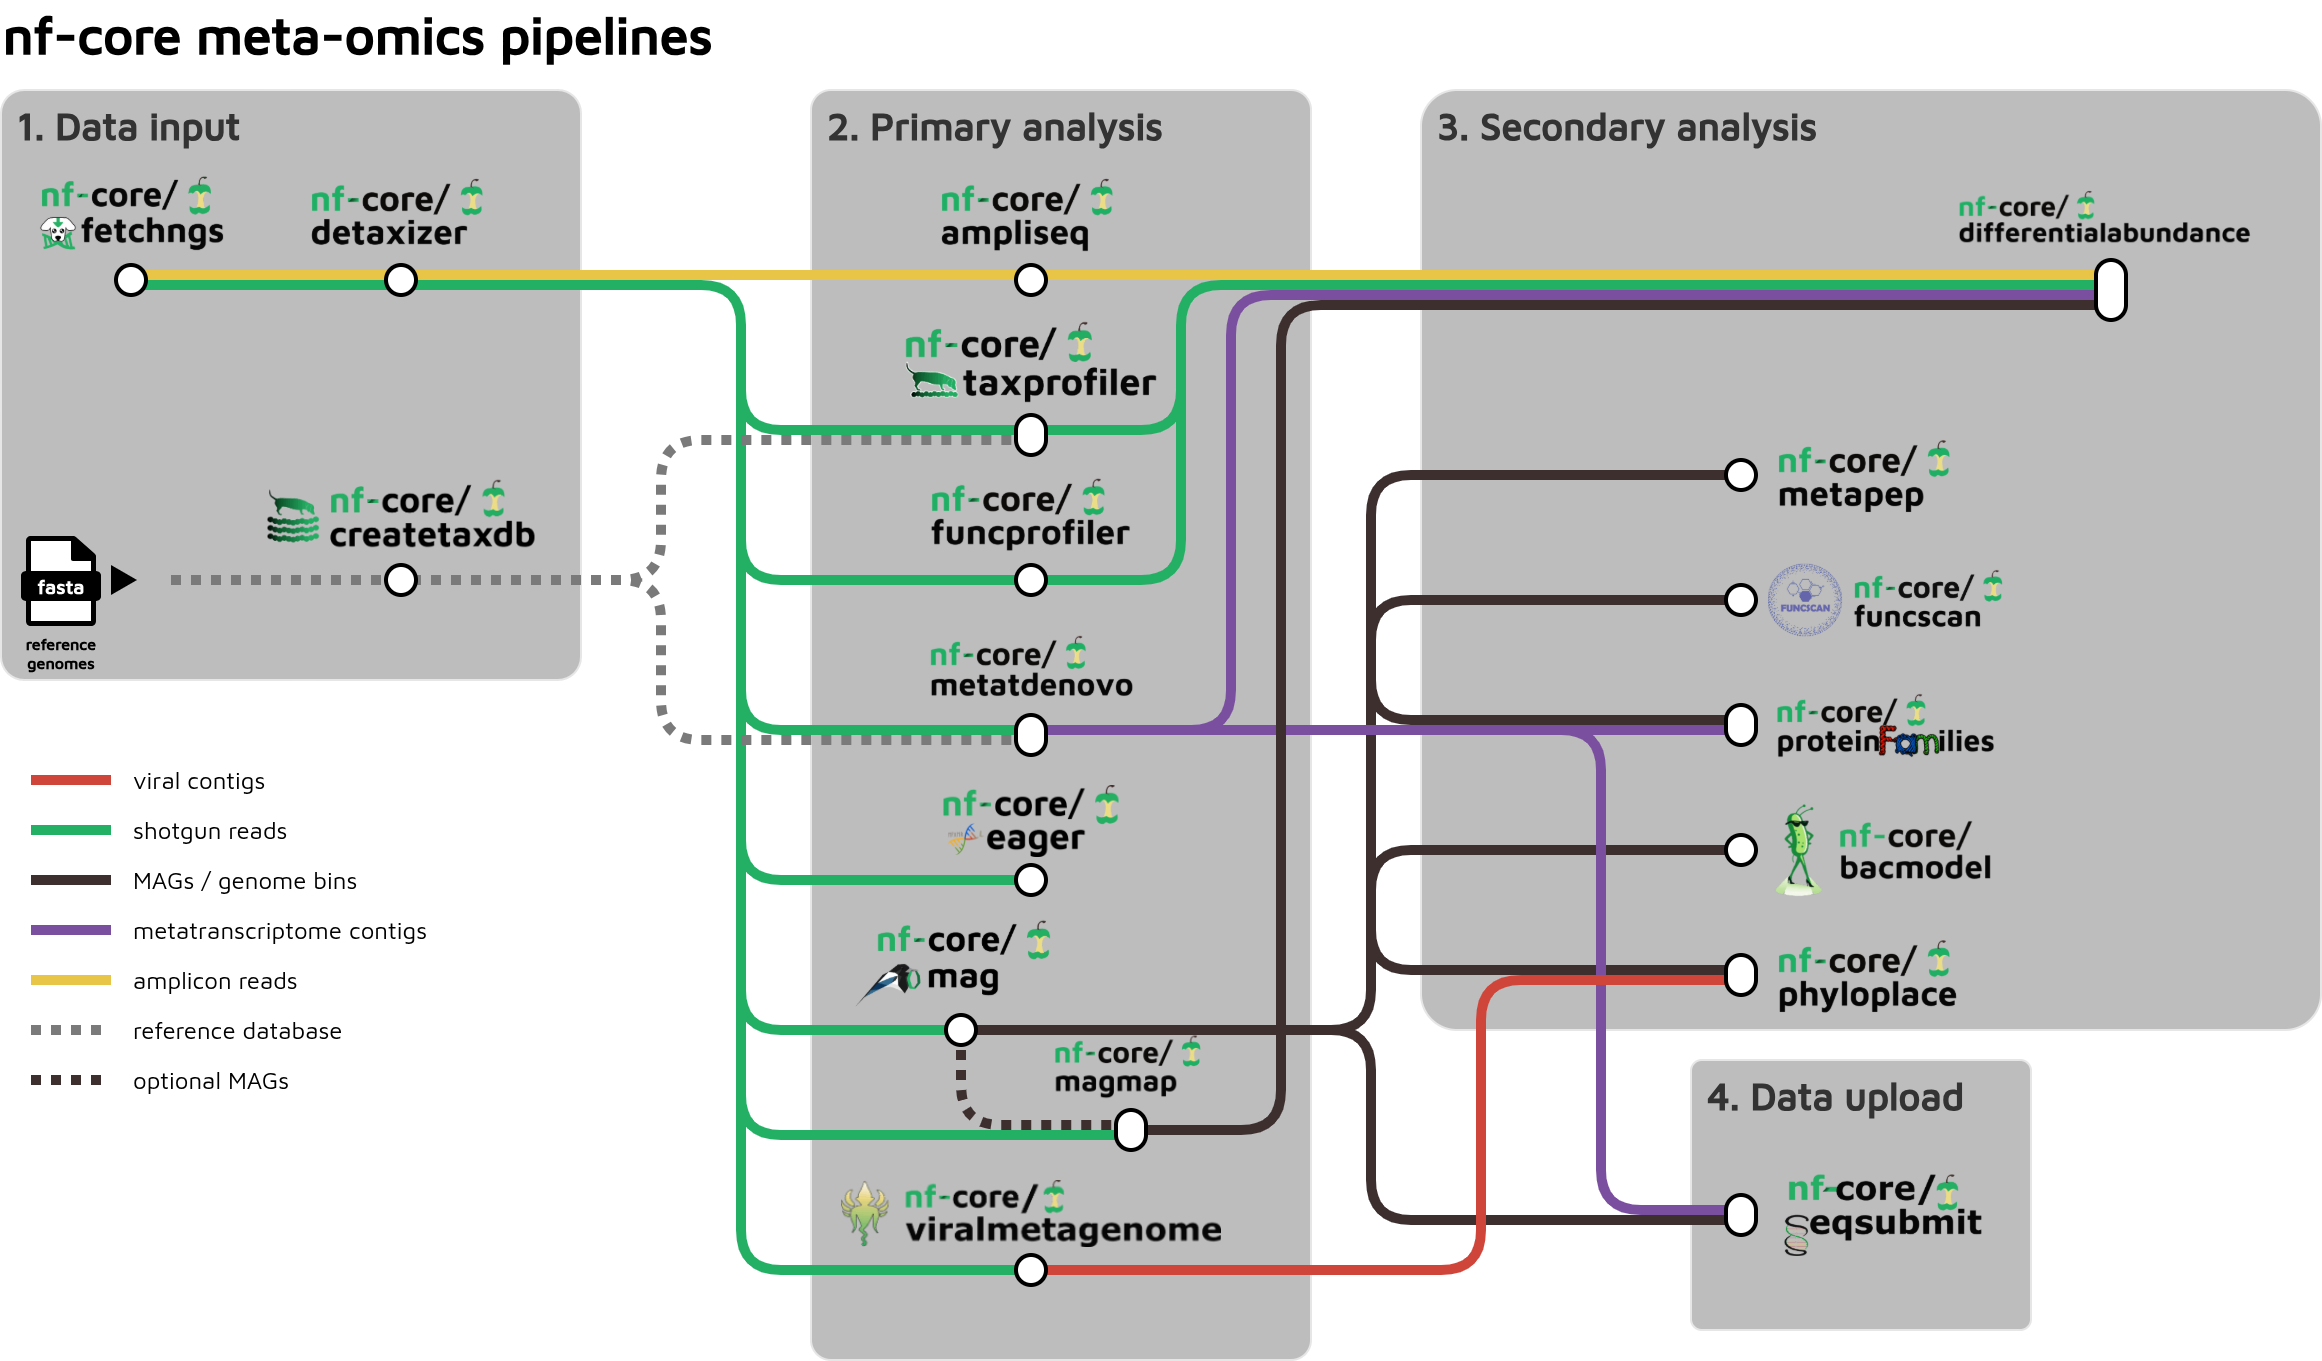 nf-core meta-omics pipelines
1. Data input
nf-core/
fetchngs
nf-core/
detaxizer
nf-core/
createtaxdb
fasta
reference
genomes
viral contigs
shotgun reads
MAGs / genome bins
metatranscriptome contigs
amplicon reads
reference database
optional MAGs
2. Primary analysis
nf-core/
ampliseq
nf-core/
taxprofiler
nf-core/
funcprofiler
nf-core/
metatdenovo
nf-core/
eager
nf-core/
mag
nf-core/
magmap
nf-core/
viralmetagenome
3. Secondary analysis
nf-core/
differentialabundance
nf-core/
metapep
FUNCSCAN
nf-core/
funcscan
nf-core/
proteinFamilies
nf-core/
bacmodel
nf-core/
phyloplace
4. Data upload
nf-core/
seqsubmit